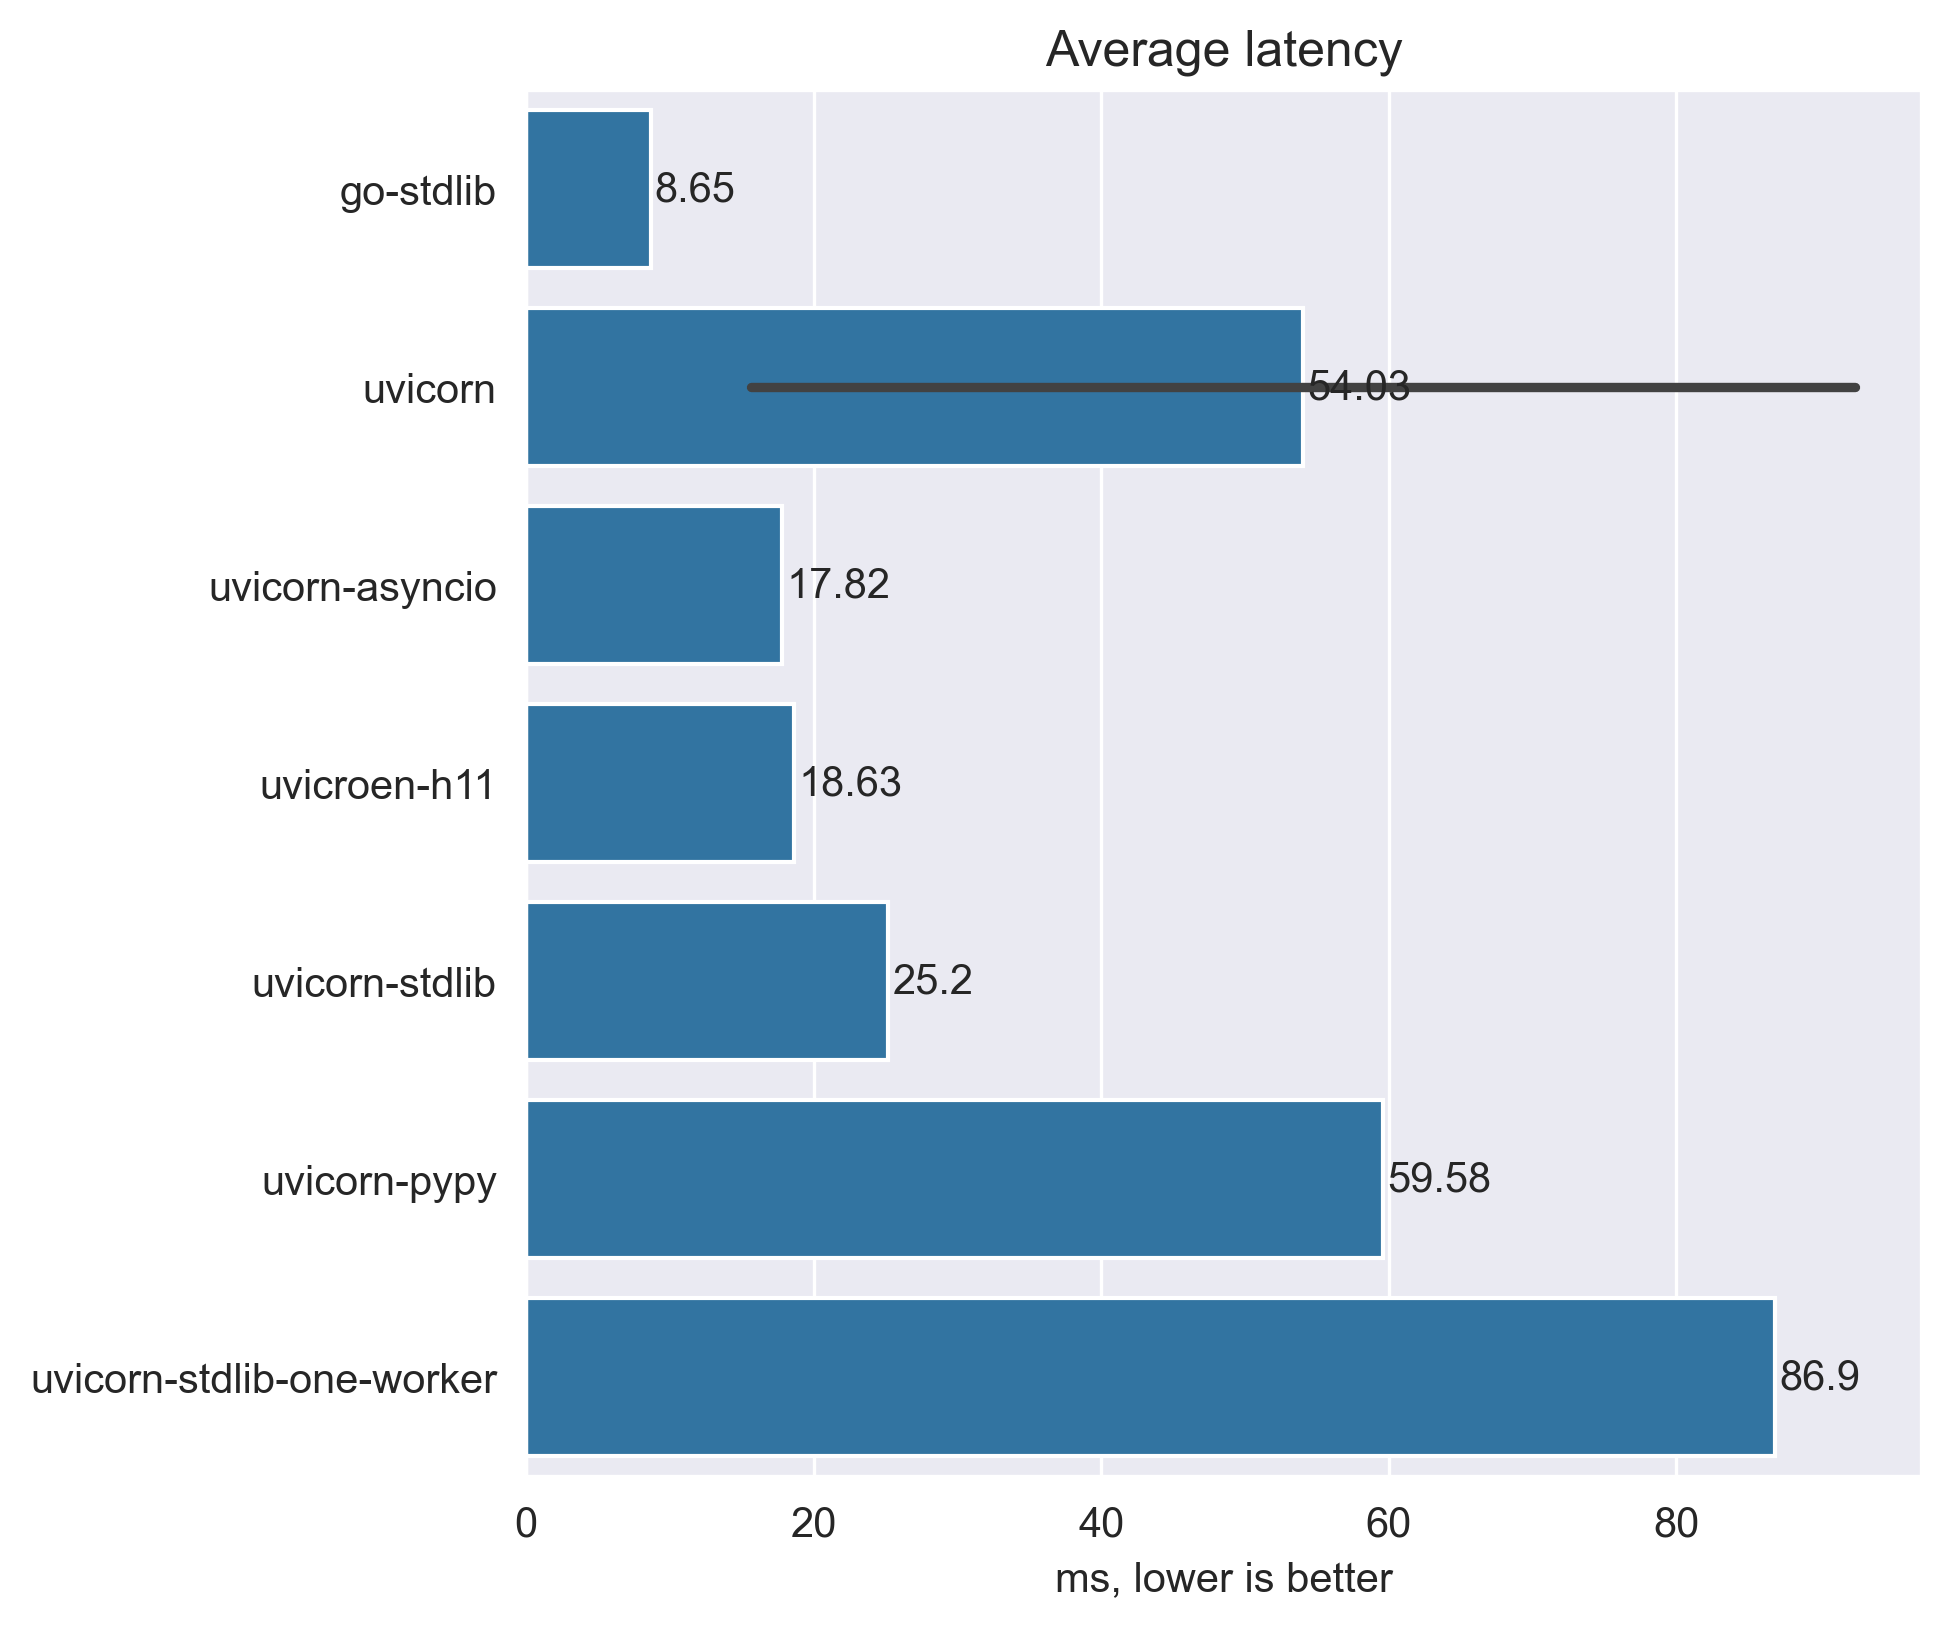 Average latency
go-stdlib
8.65
uvicorn
54.03
uvicorn-asyncio
17.82
uvicroen-h11
18.63
uvicorn-stdlib
25.2
uvicorn-pypy
59.58
uvicorn-stdlib-one-worker
86.9
0 20 40 60 80
ms, lower is better